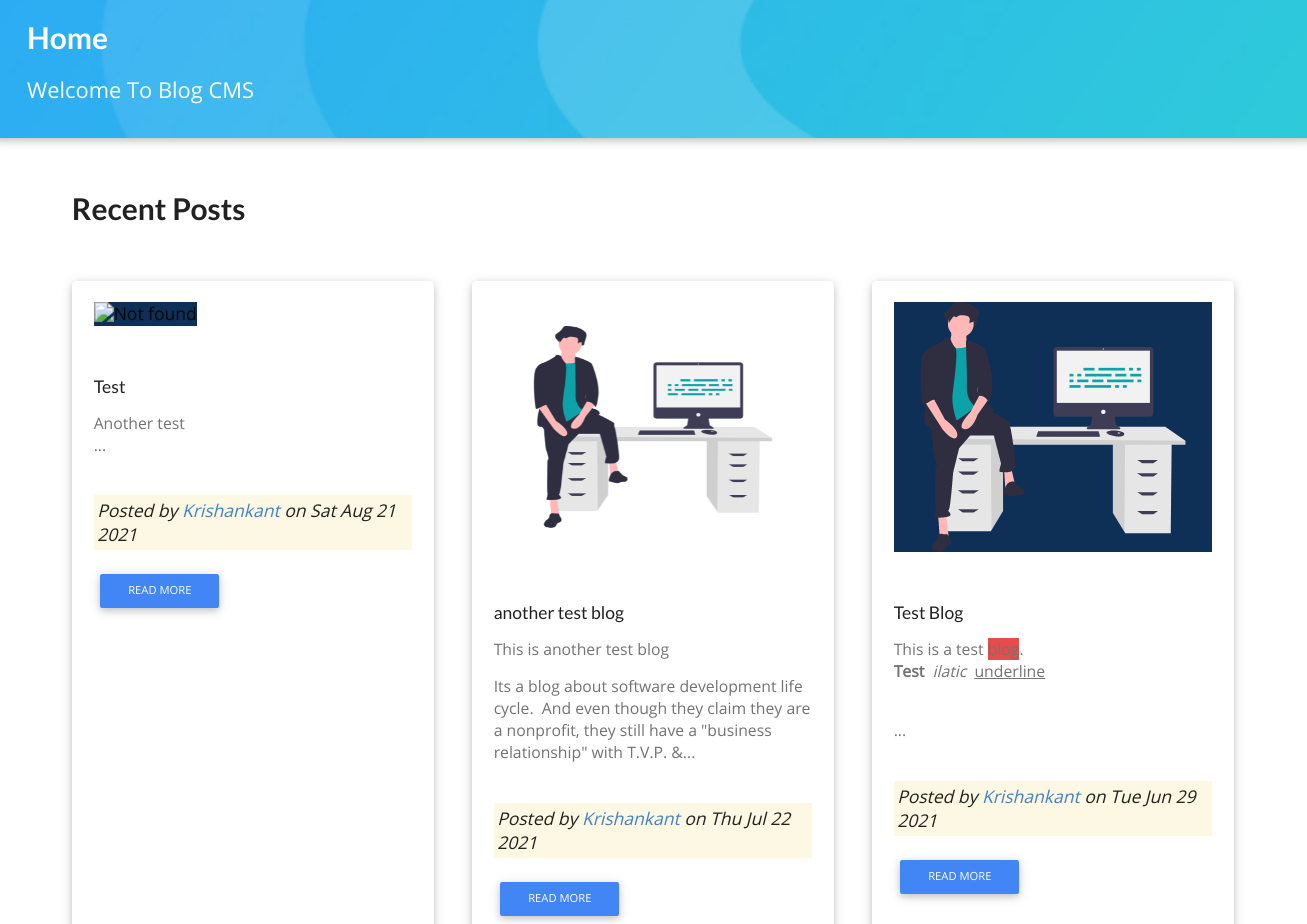 Home
Welcome To Blog CMS
Recent Posts
Not found
Test
Another test
...
Posted by Krishankant on Sat Aug 21
2021
READ MORE
another test blog
This is another test blog
Its a blog about software development life
cycle.  And even though they claim they are
a nonprofit, they still have a "business
relationship" with T.V.P. &...
Posted by Krishankant on Thu Jul 22
2021
READ MORE
Test Blog
This is a test blog.
Test  ilatic  underline
...
Posted by Krishankant on Tue Jun 29
2021
READ MORE